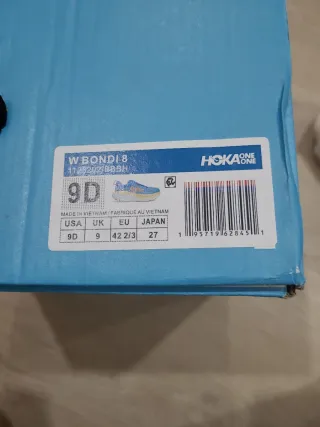 W BONDI 8
HOKA ONE ONE
9D
MADE IN VIETNAM / FABRIQUÉ AU VIETNAM
USA UK EU JAPAN
9D 9 42 2/3 27